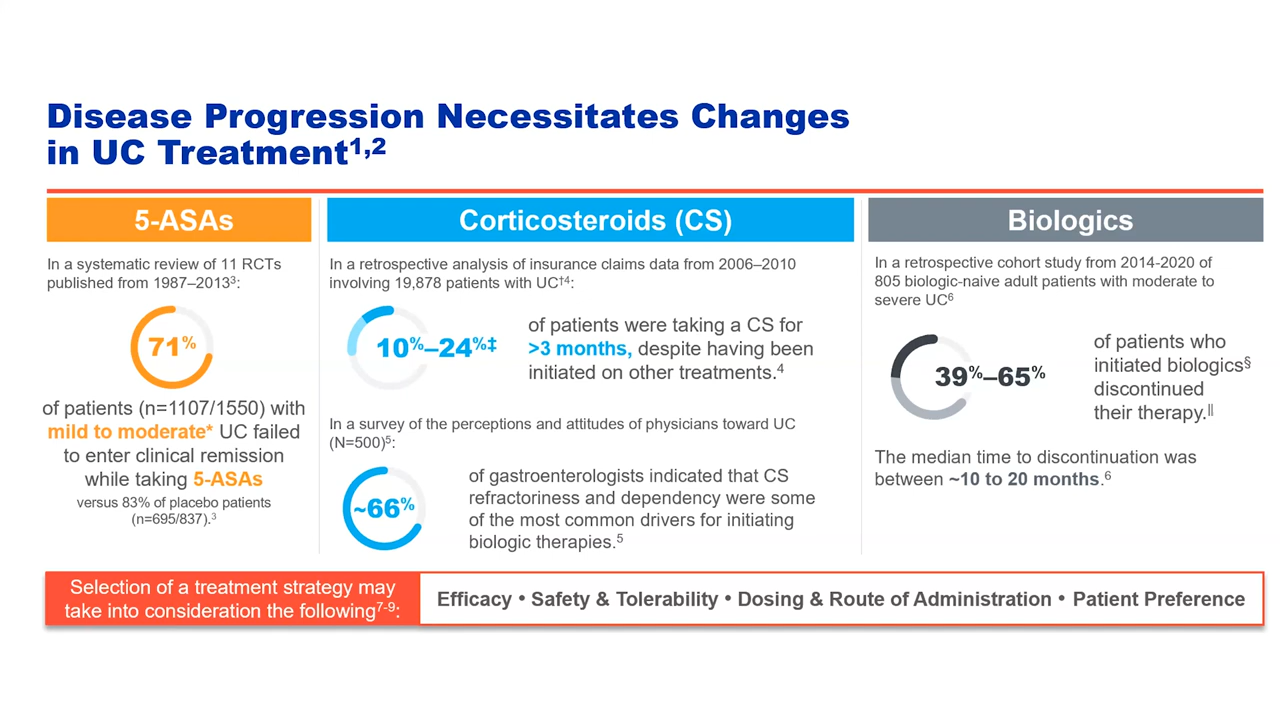 Disease Progression Necessitates Changes
in UC Treatment1,2
5-ASAs
In a systematic review of 11 RCTs
published from 1987–2013³:
71%
of patients (n=1107/1550) with
mild to moderate* UC failed
to enter clinical remission
while taking 5-ASAs
versus 83% of placebo patients
(n=695/837).³
Corticosteroids (CS)
In a retrospective analysis of insurance claims data from 2006–2010
involving 19,878 patients with UC†⁴:
10%–24%‡
of patients were taking a CS for
>3 months, despite having been
initiated on other treatments.⁴
In a survey of the perceptions and attitudes of physicians toward UC
(N=500)⁵:
~66%
of gastroenterologists indicated that CS
refractoriness and dependency were some
of the most common drivers for initiating
biologic therapies.⁵
Biologics
In a retrospective cohort study from 2014-2020 of
805 biologic-naive adult patients with moderate to
severe UC⁶
39%–65%
of patients who
initiated biologics§
discontinued
their therapy.||
The median time to discontinuation was
between ~10 to 20 months.⁶
Selection of a treatment strategy may
take into consideration the following⁷⁻⁹:
Efficacy • Safety & Tolerability • Dosing & Route of Administration • Patient Preference